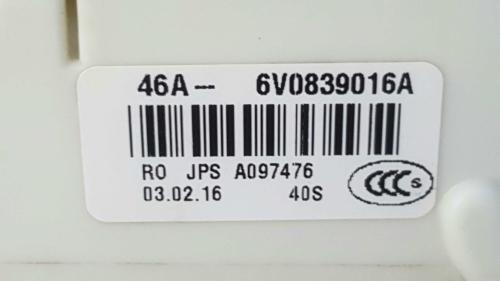 46A-- 6V0839016A
RO JPS A097476
03.02.16 40S
CCC S